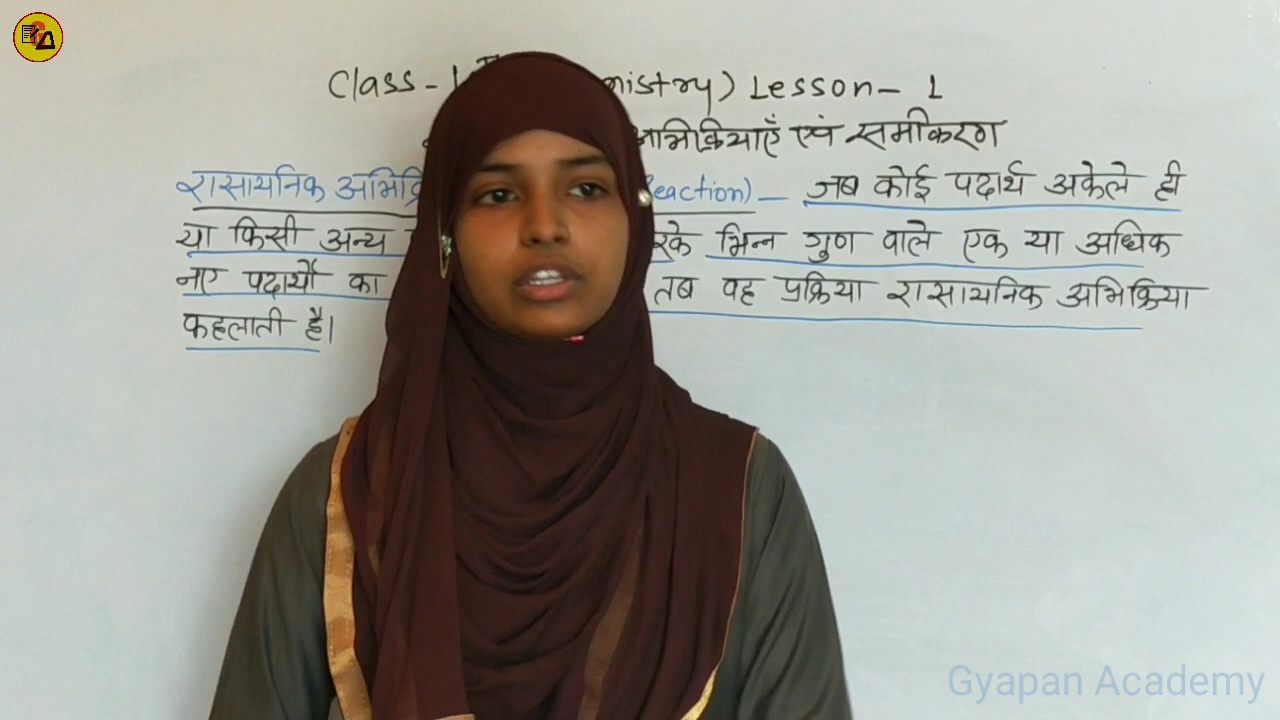 Class - mistry) Lesson - 1
अभिक्रियाएँ एवं समीकरण
रासायनिक eaction) — जब कोई पदार्थ अकेले ही
या किसी अन्य रके भिन्न गुण वाले एक या अधिक
नए पदार्थों का तब वह प्रक्रिया रासायनिक अभिक्रिया
कहलाती है।
Gyapan Academy